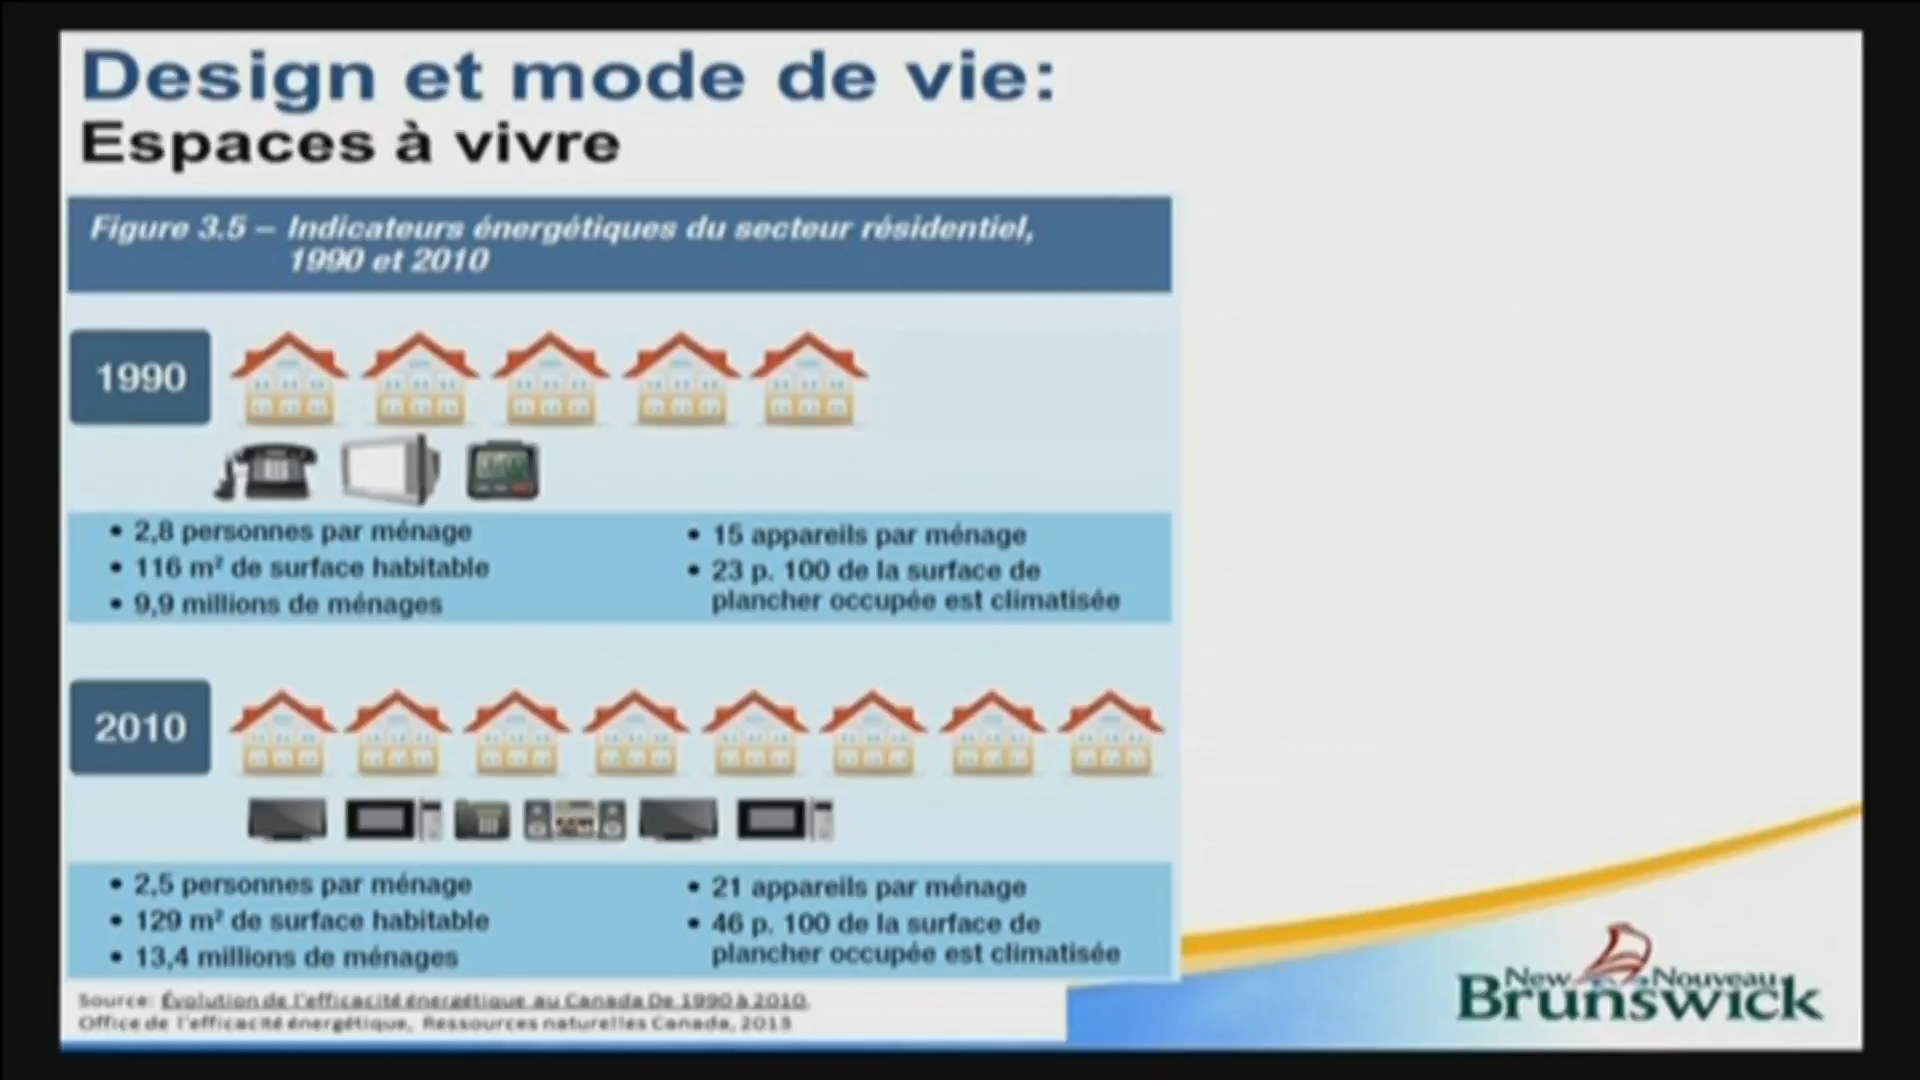 Design et mode de vie:
Espaces à vivre
Figure 3.5 – Indicateurs énergétiques du secteur résidentiel,
1990 et 2010
1990
• 2,8 personnes par ménage
• 116 m² de surface habitable
• 9,9 millions de ménages
• 15 appareils par ménage
• 23 p. 100 de la surface de
plancher occupée est climatisée
2010
• 2,5 personnes par ménage
• 129 m² de surface habitable
• 13,4 millions de ménages
• 21 appareils par ménage
• 46 p. 100 de la surface de
plancher occupée est climatisée
Source: Évolution de l'efficacité énergétique au Canada De 1990 à 2010,
Office de l'efficacité énergétique, Ressources naturelles Canada, 2013
New Nouveau
Brunswick